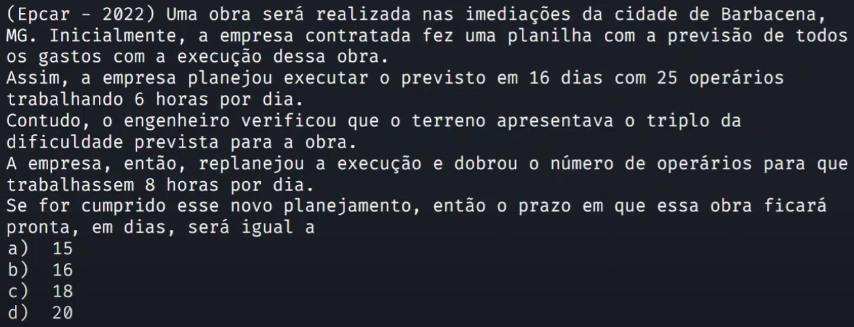 (Epcar - 2022) Uma obra será realizada nas imediações da cidade de Barbacena,
MG. Inicialmente, a empresa contratada fez uma planilha com a previsão de todos
os gastos com a execução dessa obra.
Assim, a empresa planejou executar o previsto em 16 dias com 25 operários
trabalhando 6 horas por dia.
Contudo, o engenheiro verificou que o terreno apresentava o triplo da
dificuldade prevista para a obra.
A empresa, então, replanejou a execução e dobrou o número de operários para que
trabalhassem 8 horas por dia.
Se for cumprido esse novo planejamento, então o prazo em que essa obra ficará
pronta, em dias, será igual a
a) 15
b) 16
c) 18
d) 20